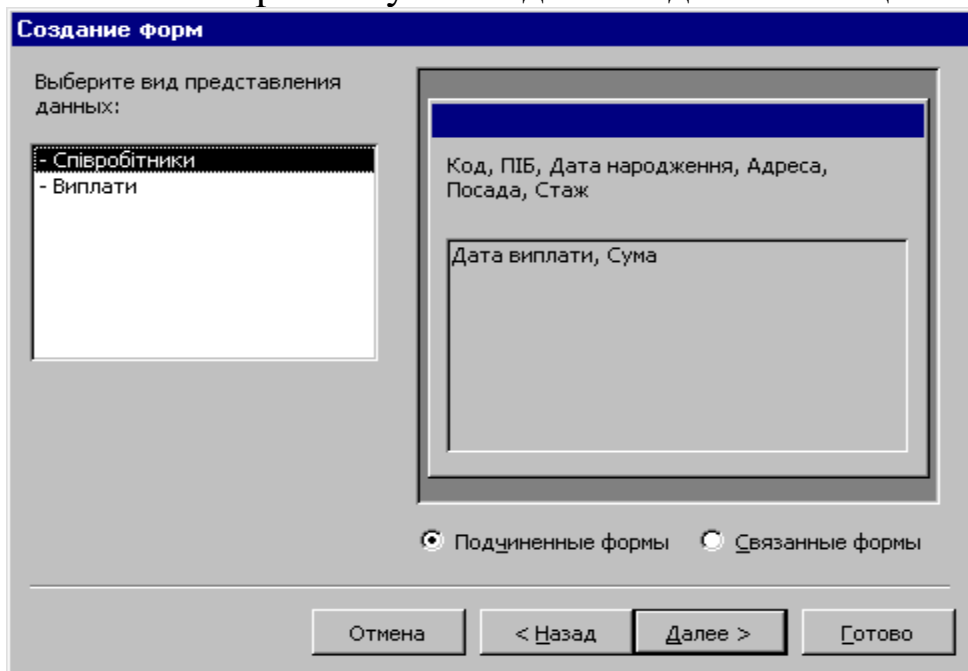 Создание форм
Выберите вид представления
данных:
- Співробітники
- Виплати
Код, ПІБ, Дата народження, Адреса,
Посада, Стаж
Дата виплати, Сума
Подчиненные формы
Связанные формы
Отмена
< Назад
Далее >
Готово